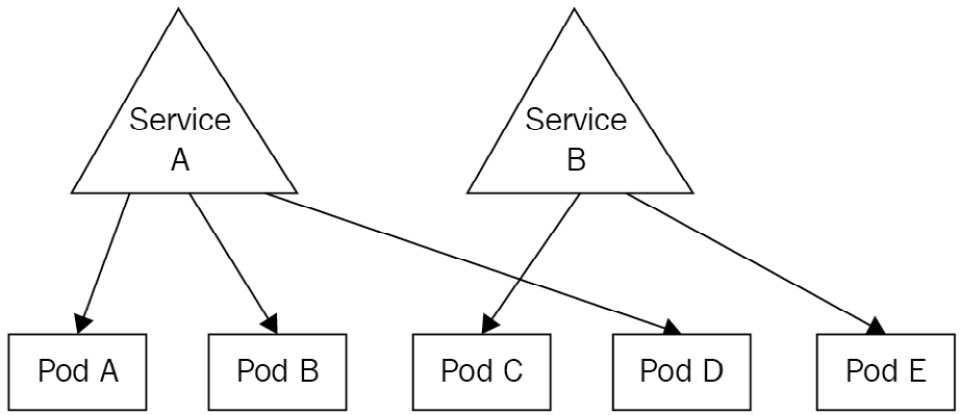 Service
A
Service
B
Pod A
Pod B
Pod C
Pod D
Pod E